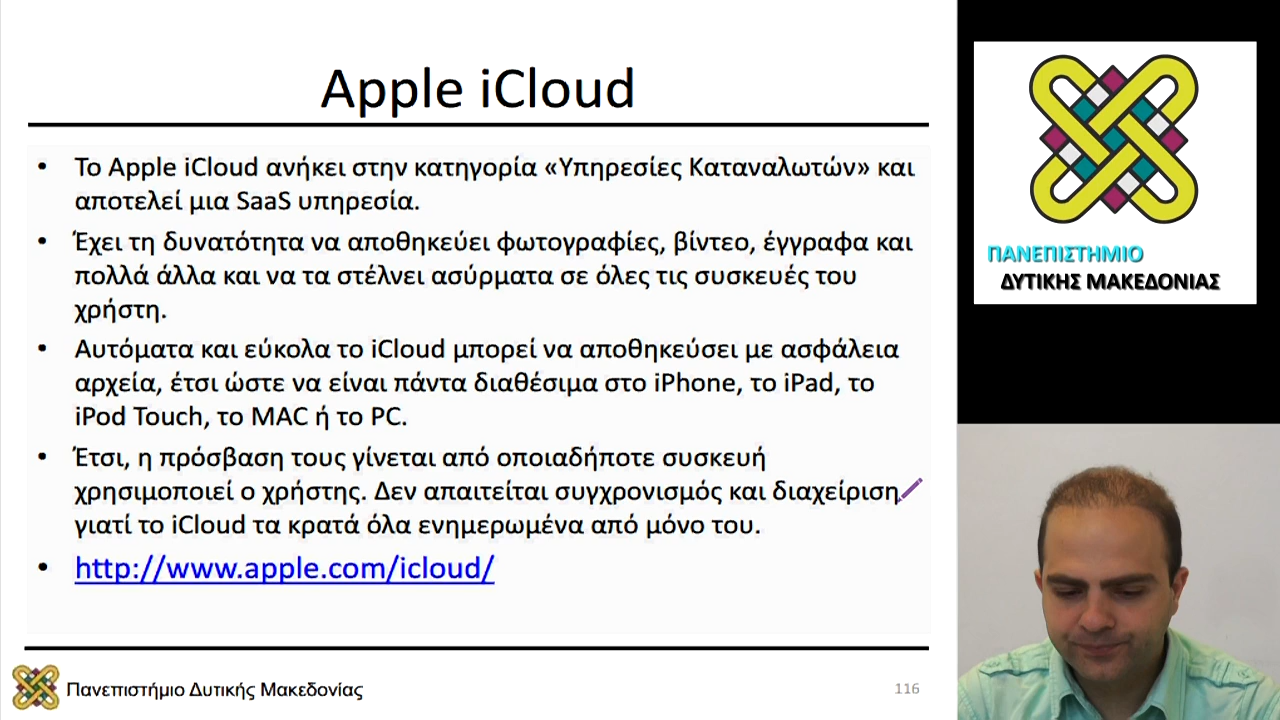 Apple iCloud
• Το Apple iCloud ανήκει στην κατηγορία «Υπηρεσίες Καταναλωτών» και
αποτελεί μια SaaS υπηρεσία.
• Έχει τη δυνατότητα να αποθηκεύει φωτογραφίες, βίντεο, έγγραφα και
πολλά άλλα και να τα στέλνει ασύρματα σε όλες τις συσκευές του
χρήστη.
• Αυτόματα και εύκολα το iCloud μπορεί να αποθηκεύσει με ασφάλεια
αρχεία, έτσι ώστε να είναι πάντα διαθέσιμα στο iPhone, το iPad, το
iPod Touch, το MAC ή το PC.
• Έτσι, η πρόσβαση τους γίνεται από οποιαδήποτε συσκευή
χρησιμοποιεί ο χρήστης. Δεν απαιτείται συγχρονισμός και διαχείριση
γιατί το iCloud τα κρατά όλα ενημερωμένα από μόνο του.
• http://www.apple.com/icloud/
Πανεπιστήμιο Δυτικής Μακεδονίας
116
ΠΑΝΕΠΙΣΤΗΜΙΟ
ΔΥΤΙΚΗΣ ΜΑΚΕΔΟΝΙΑΣ